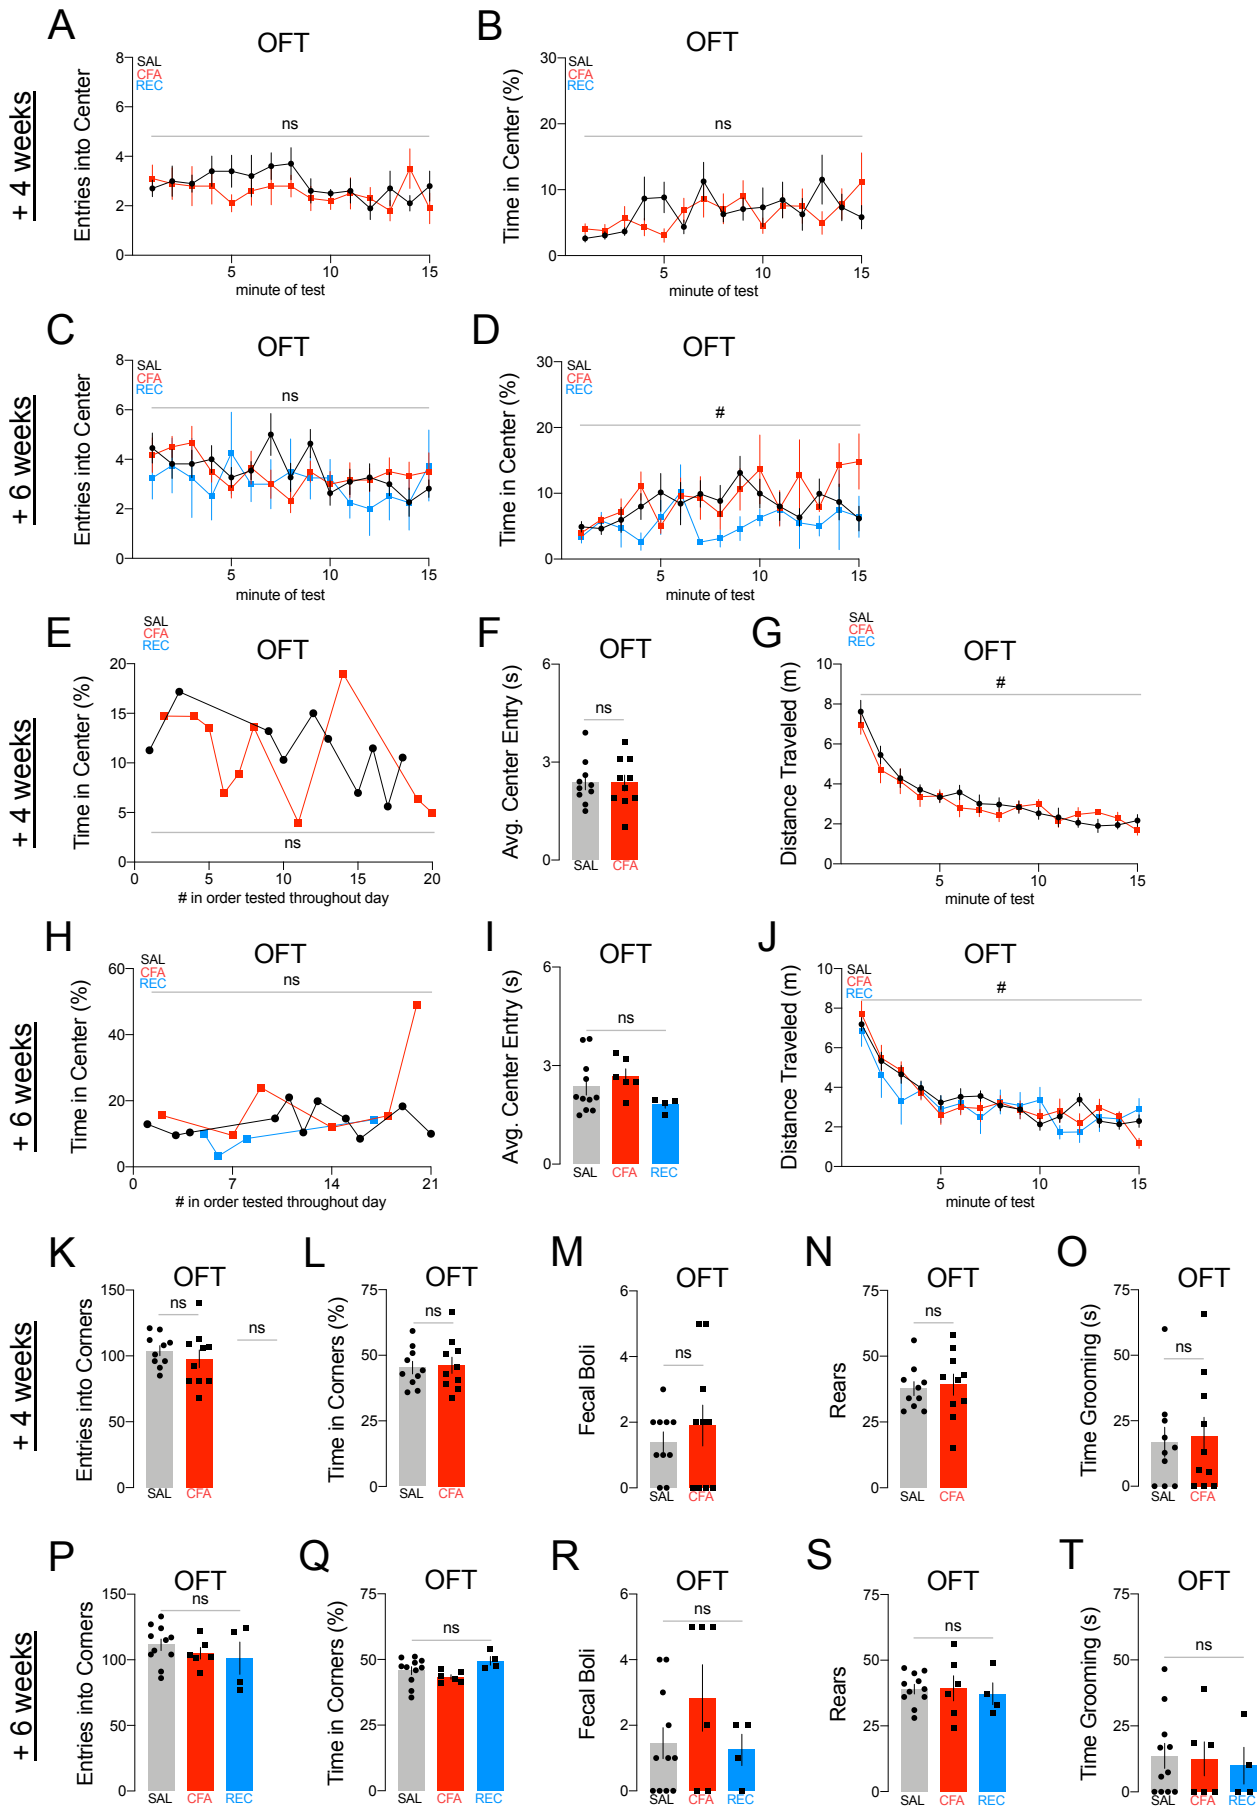 A
OFT
SAL
CFA
REC
8
6
4
2
0
ns
5
10
15
Entries into Center
minute of test
+ 4 weeks
B
OFT
SAL
CFA
REC
30
20
10
0
ns
5
10
15
Time in Center (%)
minute of test
C
OFT
SAL
CFA
REC
8
6
4
2
0
ns
5
10
15
Entries into Center
minute of test
+ 6 weeks
D
OFT
SAL
CFA
REC
30
20
10
0
#
5
10
15
Time in Center (%)
minute of test
E
OFT
SAL
CFA
REC
20
15
10
5
0
ns
0
5
10
15
20
Time in Center (%)
# in order tested throughout day
+ 4 weeks
F
OFT
6
3
0
ns
SAL
CFA
Avg. Center Entry (s)
G
OFT
SAL
CFA
REC
10
8
6
4
2
0
#
5
10
15
Distance Traveled (m)
minute of test
H
OFT
SAL
CFA
REC
60
40
20
0
ns
0
7
14
21
Time in Center (%)
# in order tested throughout day
+ 6 weeks
I
OFT
6
3
0
ns
SAL
CFA
REC
Avg. Center Entry (s)
J
OFT
SAL
CFA
REC
10
8
6
4
2
0
#
5
10
15
Distance Traveled (m)
minute of test
K
OFT
150
100
50
0
ns
ns
SAL
CFA
Entries into Corners
+ 4 weeks
L
OFT
75
50
25
0
ns
SAL
CFA
Time in Corners (%)
M
OFT
6
4
2
0
ns
SAL
CFA
Fecal Boli
N
OFT
75
50
25
0
ns
SAL
CFA
Rears
O
OFT
75
50
25
0
ns
SAL
CFA
Time Grooming (s)
P
OFT
150
100
50
0
ns
SAL
CFA
REC
Entries into Corners
+ 6 weeks
Q
OFT
75
50
25
0
ns
SAL
CFA
REC
Time in Corners (%)
R
OFT
6
4
2
0
ns
SAL
CFA
REC
Fecal Boli
S
OFT
75
50
25
0
ns
SAL
CFA
REC
Rears
T
OFT
75
50
25
0
ns
SAL
CFA
REC
Time Grooming (s)